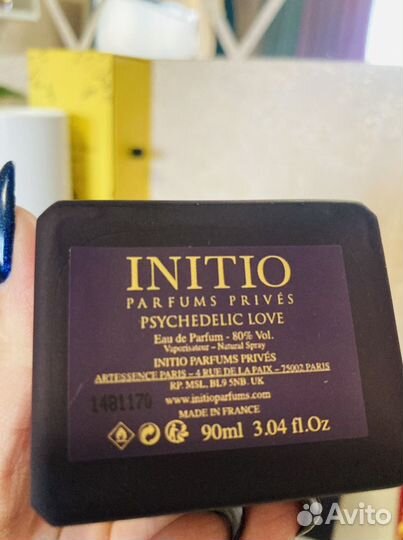 INITIO
PARFUMS PRIVÉS
PSYCHEDELIC LOVE
Eau de Parfum - 80% Vol.
Vaporisateur – Natural Spray
INITIO PARFUMS PRIVÉS
ARTESSENCE PARIS – 4 RUE DE LA PAIX – 75002 PARIS
RP. MSL, BL9 5NB. UK
1481170
www.initioparfums.com
MADE IN FRANCE
90ml 3.04 fl.Oz
Avito